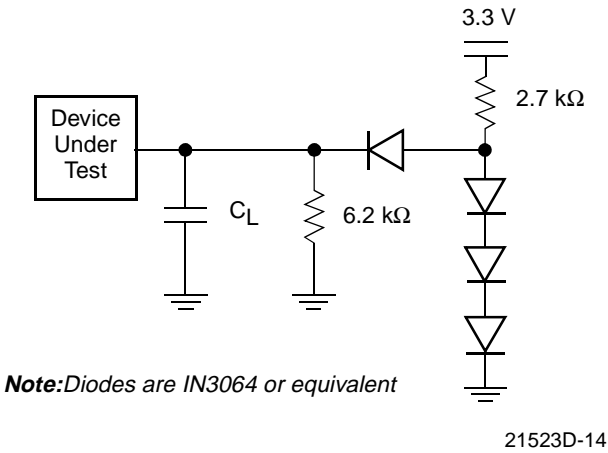 3.3 V
2.7 kΩ
Device
Under
Test
CL
6.2 kΩ
Note:Diodes are IN3064 or equivalent
21523D-14